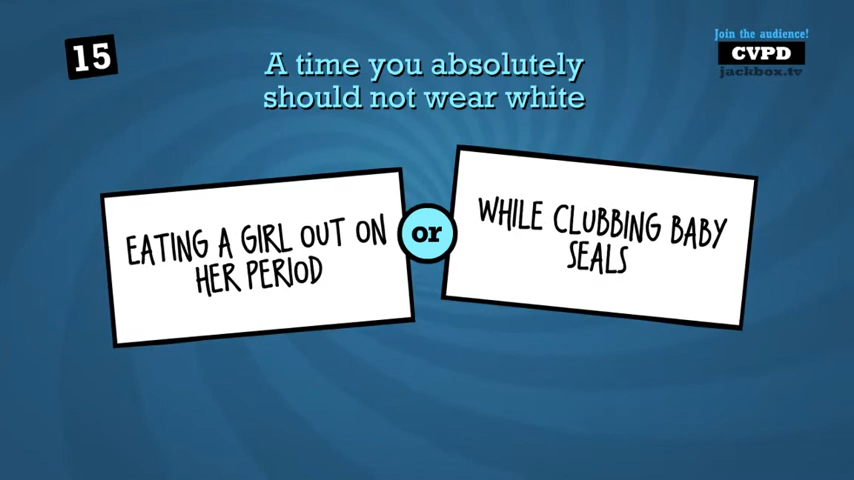 15
A time you absolutely
should not wear white
Join the audience!
CVPD
jackbox.tv
EATING A GIRL OUT ON
HER PERIOD
or
WHILE CLUBBING BABY
SEALS